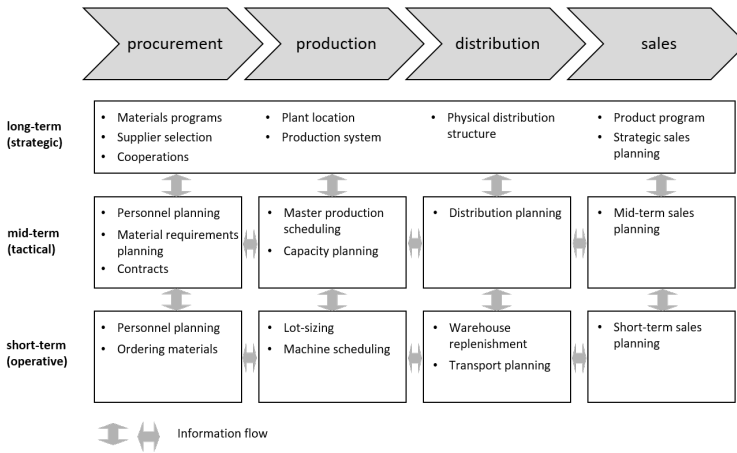 procurement
production
distribution
sales
long-term
(strategic)
• Materials programs
• Supplier selection
• Cooperations
• Plant location
• Production system
• Physical distribution
structure
• Product program
• Strategic sales
planning
mid-term
(tactical)
• Personnel planning
• Material requirements
planning
• Contracts
• Master production
scheduling
• Capacity planning
• Distribution planning
• Mid-term sales
planning
short-term
(operative)
• Personnel planning
• Ordering materials
• Lot-sizing
• Machine scheduling
• Warehouse
replenishment
• Transport planning
• Short-term sales
planning
Information flow